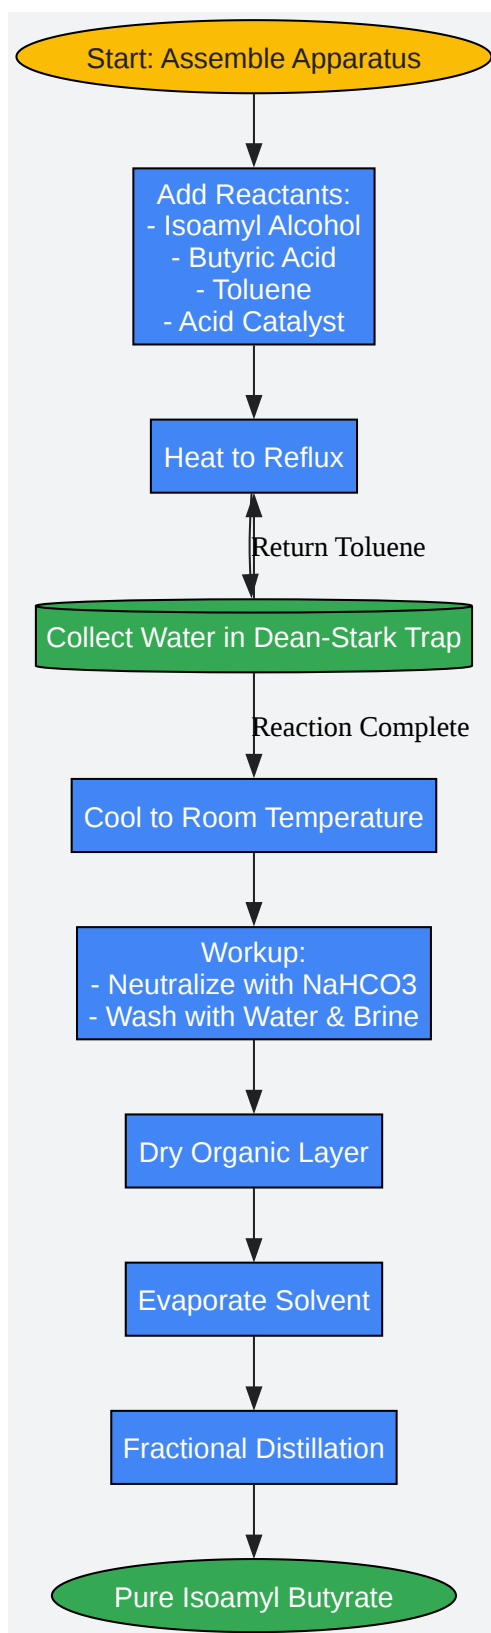 Start: Assemble Apparatus
Add Reactants:
- Isoamyl Alcohol
- Butyric Acid
- Toluene
- Acid Catalyst
Heat to Reflux
Return Toluene
Collect Water in Dean-Stark Trap
Reaction Complete
Cool to Room Temperature
Workup:
- Neutralize with NaHCO3
- Wash with Water & Brine
Dry Organic Layer
Evaporate Solvent
Fractional Distillation
Pure Isoamyl Butyrate